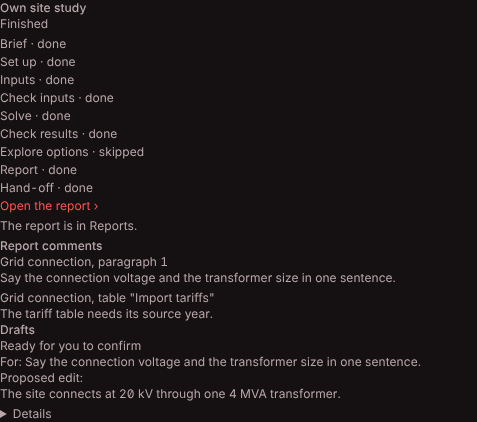 Own site study
Finished
Brief · done
Set up · done
Inputs · done
Check inputs · done
Solve · done
Check results · done
Explore options · skipped
Report · done
Hand-off · done
Open the report ›
The report is in Reports.
Report comments
Grid connection, paragraph 1
Say the connection voltage and the transformer size in one sentence.
Grid connection, table "Import tariffs"
The tariff table needs its source year.
Drafts
Ready for you to confirm
For: Say the connection voltage and the transformer size in one sentence.
Proposed edit:
The site connects at 20 kV through one 4 MVA transformer.
▶ Details